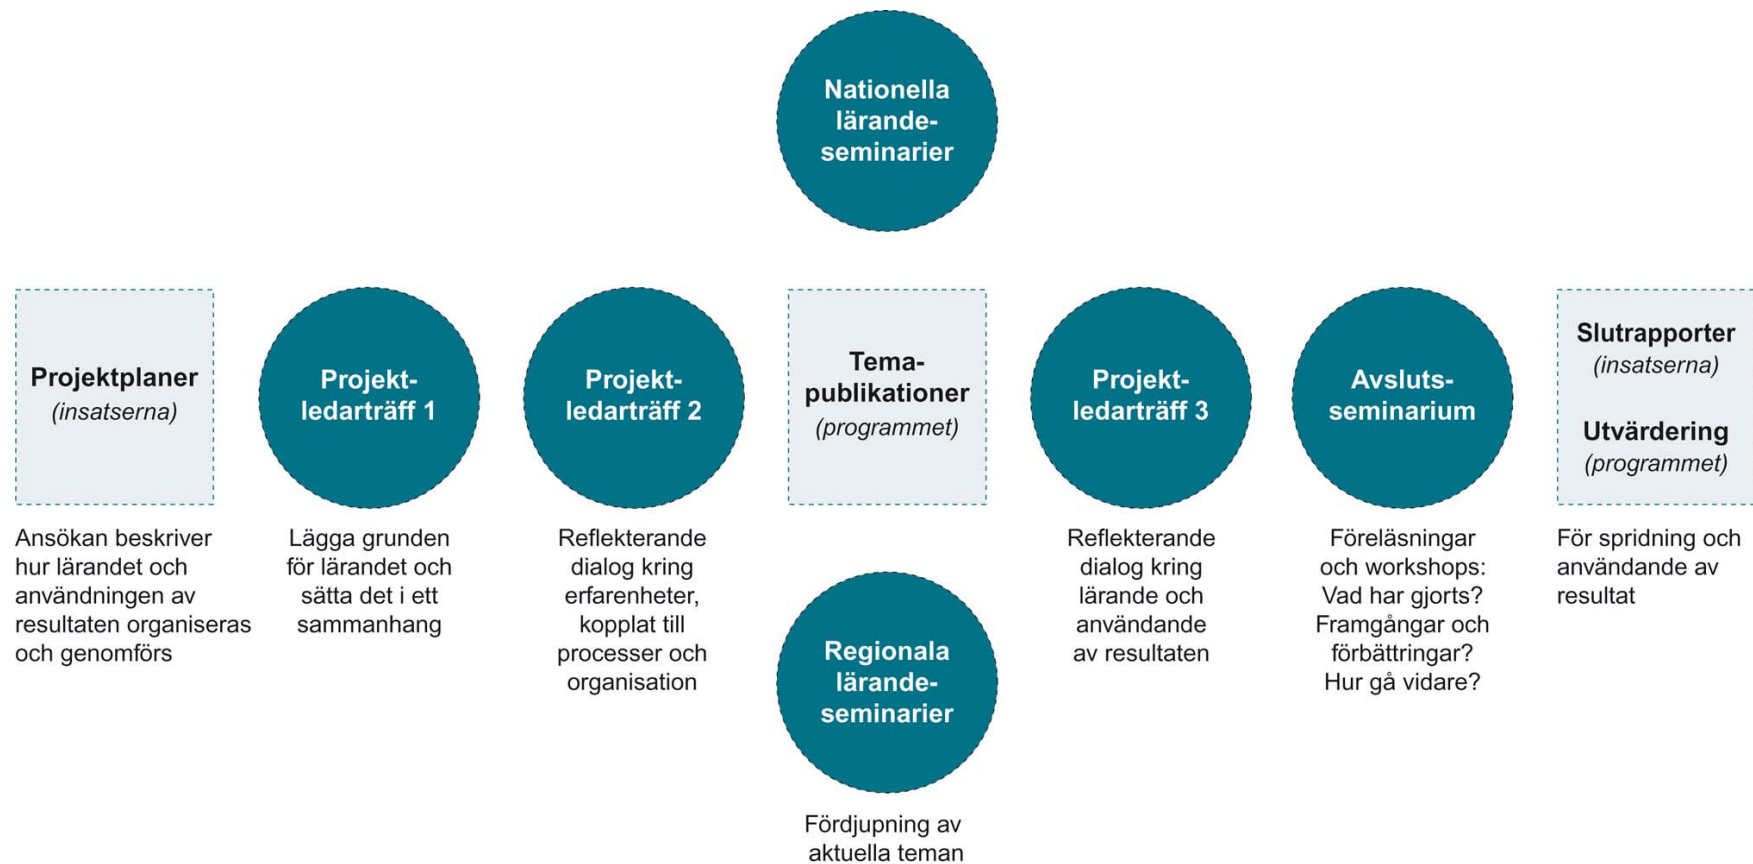 Nationella
lärande-
seminarier
Projektplaner
(insatserna)
Ansökan beskriver
hur lärandet och
användningen av
resultaten organiseras
och genomförs
Projekt-
ledarträff 1
Lägga grunden
för lärandet och
sätta det i ett
sammanhang
Projekt-
ledarträff 2
Reflekterande
dialog kring
erfarenheter,
kopplat till
processer och
organisation
Tema-
publikationer
(programmet)
Regionala
lärande-
seminarier
Fördjupning av
aktuella teman
Projekt-
ledarträff 3
Reflekterande
dialog kring
lärande och
användande
av resultaten
Avsluts-
seminarium
Föreläsningar
och workshops:
Vad har gjorts?
Framgångar och
förbättringar?
Hur gå vidare?
Slutrapporter
(insatserna)
Utvärdering
(programmet)
För spridning och
användande av
resultat